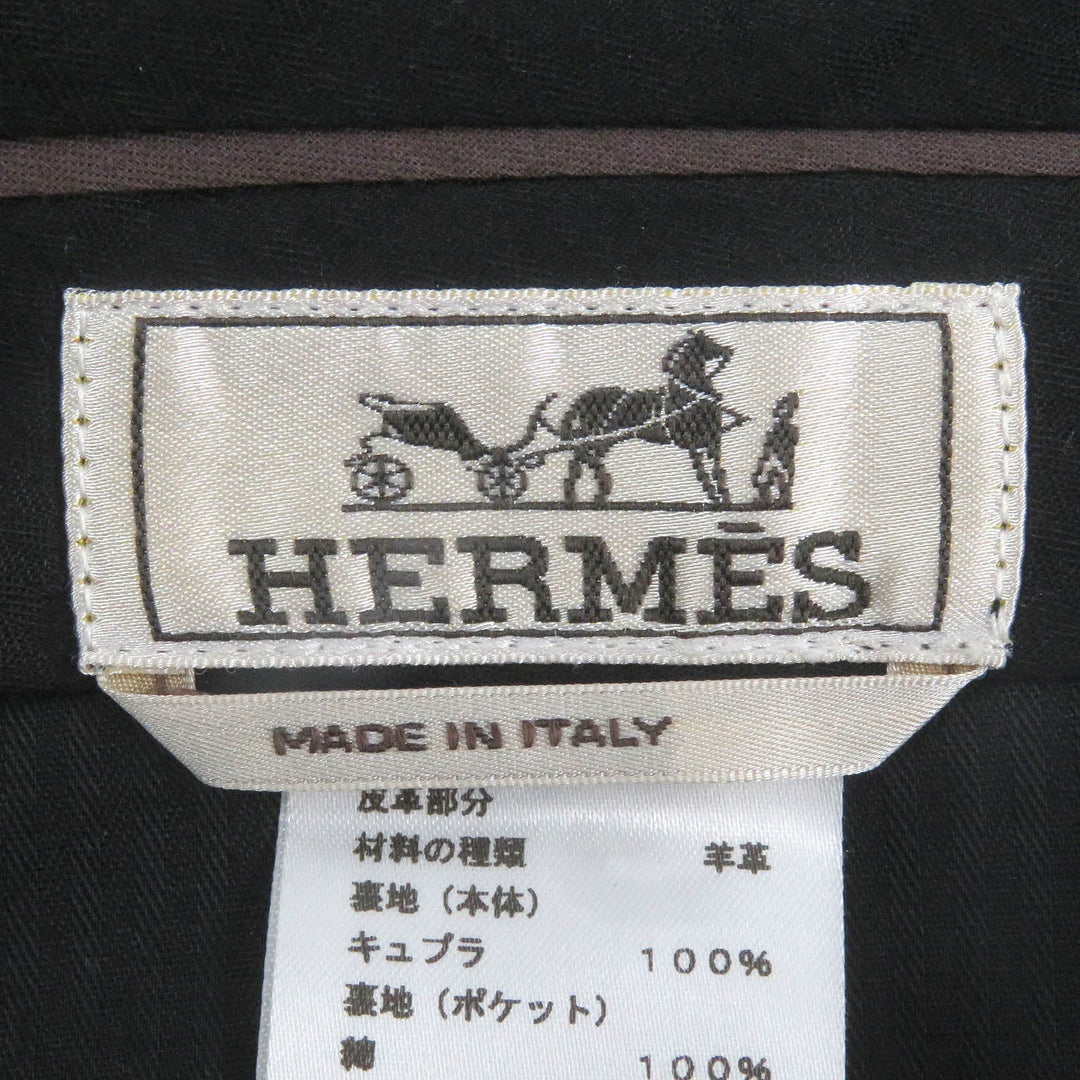 HERMĒS
MADE IN ITALY
皮革部分
材料の種類 羊革
裏地（本体）
キュプラ １００％
裏地（ポケット）
綿 １００％